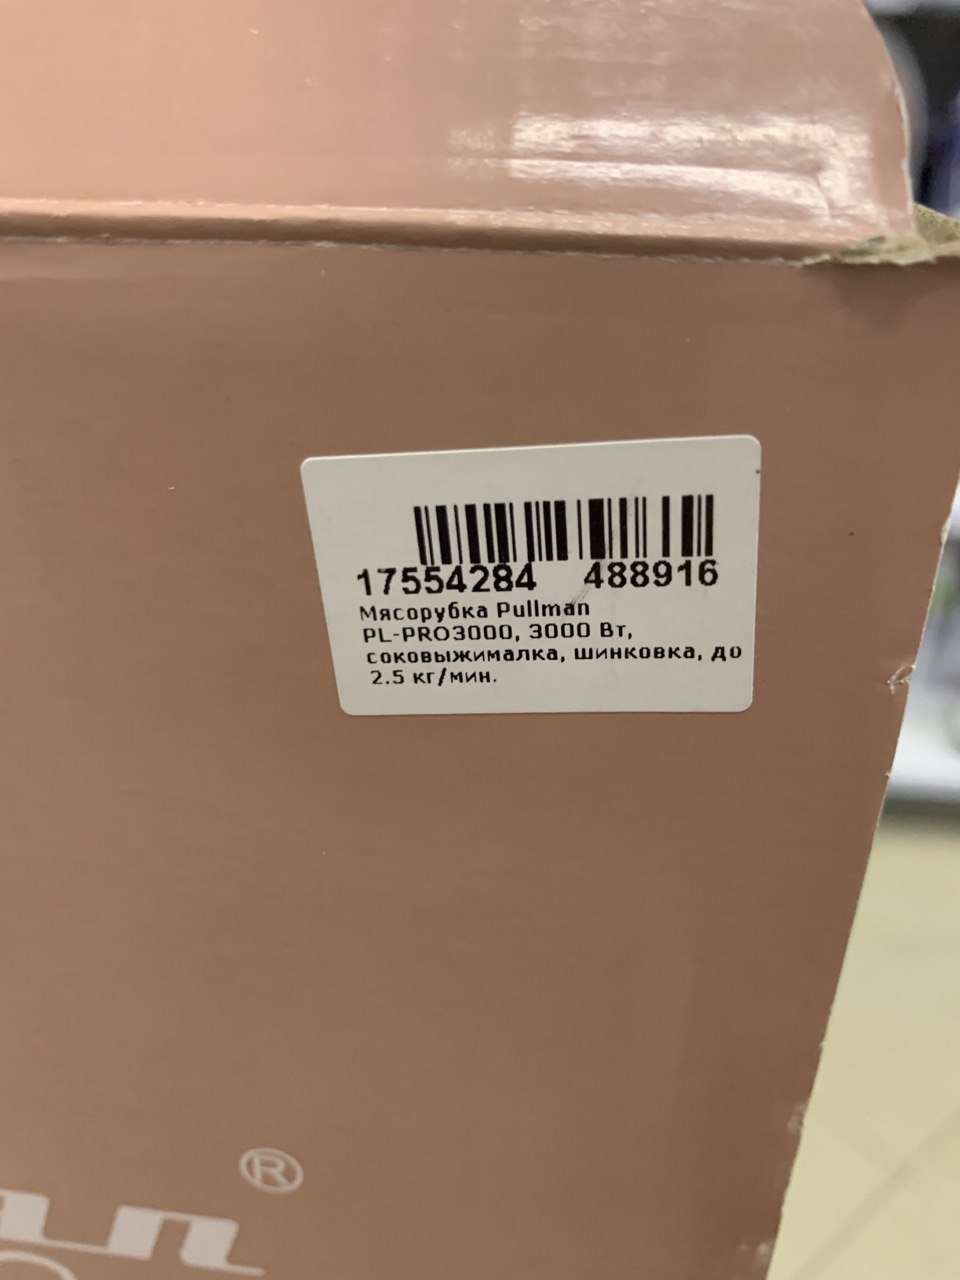 17554284 488916
Мясорубка Pullman
PL-PRO3000, 3000 Вт,
соковыжималка, шинковка, до
2.5 кг/мин.
®